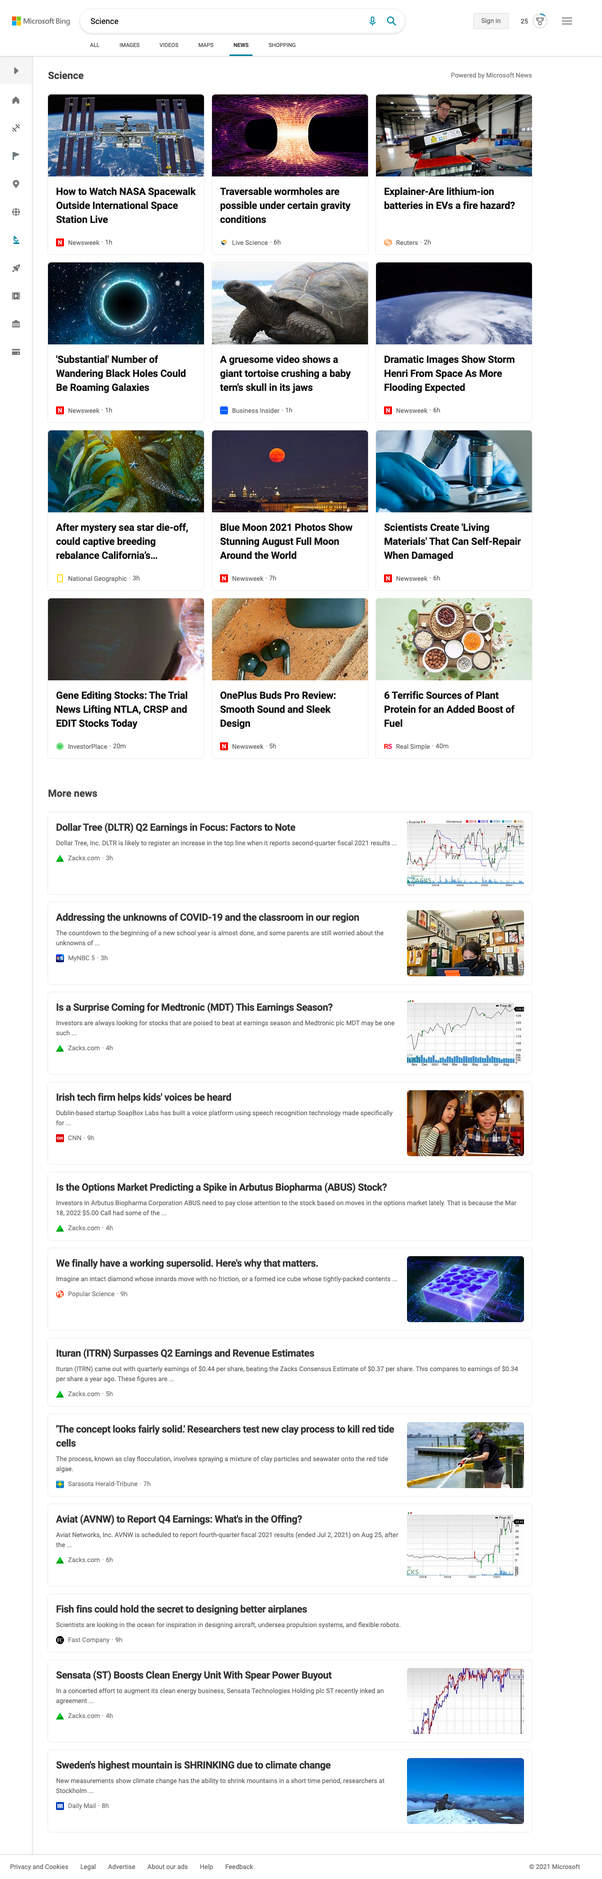 Microsoft Bing
Science
Sign in
25
ALL IMAGES VIDEOS MAPS NEWS SHOPPING
Science
Powered by Microsoft News
How to Watch NASA Spacewalk
Outside International Space
Station Live
Newsweek · 1h
Traversable wormholes are
possible under certain gravity
conditions
Live Science · 6h
Explainer-Are lithium-ion
batteries in EVs a fire hazard?
Reuters · 2h
'Substantial' Number of
Wandering Black Holes Could
Be Roaming Galaxies
Newsweek · 1h
A gruesome video shows a
giant tortoise crushing a baby
tern's skull in its jaws
Business Insider · 1h
Dramatic Images Show Storm
Henri From Space As More
Flooding Expected
Newsweek · 6h
After mystery sea star die-off,
could captive breeding
rebalance California's...
National Geographic · 3h
Blue Moon 2021 Photos Show
Stunning August Full Moon
Around the World
Newsweek · 7h
Scientists Create 'Living
Materials' That Can Self-Repair
When Damaged
Newsweek · 6h
Gene Editing Stocks: The Trial
News Lifting NTLA, CRSP and
EDIT Stocks Today
InvestorPlace · 20m
OnePlus Buds Pro Review:
Smooth Sound and Sleek
Design
Newsweek · 5h
6 Terrific Sources of Plant
Protein for an Added Boost of
Fuel
RS Real Simple · 40m
More news
Dollar Tree (DLTR) Q2 Earnings in Focus: Factors to Note
Dollar Tree, Inc. DLTR is likely to register an increase in the top line when it reports second-quarter fiscal 2021 results ...
Zacks.com · 3h
Addressing the unknowns of COVID-19 and the classroom in our region
The countdown to the beginning of a new school year is almost done, and some parents are still worried about the
unknowns of ...
MyNBC 5 · 3h
Is a Surprise Coming for Medtronic (MDT) This Earnings Season?
Investors are always looking for stocks that are poised to beat at earnings season and Medtronic plc MDT may be one
such ...
Zacks.com · 4h
Irish tech firm helps kids' voices be heard
Dublin-based startup SoapBox Labs has built a voice platform using speech recognition technology made specifically
for ...
CNN · 9h
Is the Options Market Predicting a Spike in Arbutus Biopharma (ABUS) Stock?
Investors in Arbutus Biopharma Corporation ABUS need to pay close attention to the stock based on moves in the options market lately. That is because the Mar
18, 2022 $5.00 Call had some of the ...
Zacks.com · 4h
We finally have a working supersolid. Here's why that matters.
Imagine an intact diamond whose innards move with no friction, or a formed ice cube whose tightly-packed contents ...
Popular Science · 9h
Ituran (ITRN) Surpasses Q2 Earnings and Revenue Estimates
Ituran (ITRN) came out with quarterly earnings of $0.44 per share, beating the Zacks Consensus Estimate of $0.37 per share. This compares to earnings of $0.34
per share a year ago. These figures are ...
Zacks.com · 5h
'The concept looks fairly solid.' Researchers test new clay process to kill red tide
cells
The process, known as clay flocculation, involves spraying a mixture of clay particles and seawater onto the red tide
algae.
Sarasota Herald-Tribune · 7h
Aviat (AVNW) to Report Q4 Earnings: What's in the Offing?
Aviat Networks, Inc. AVNW is scheduled to report fourth-quarter fiscal 2021 results (ended Jul 2, 2021) on Aug 25, after
the ...
Zacks.com · 6h
Fish fins could hold the secret to designing better airplanes
Scientists are looking in the ocean for inspiration in designing aircraft, undersea propulsion systems, and flexible robots.
Fast Company · 9h
Sensata (ST) Boosts Clean Energy Unit With Spear Power Buyout
In a concerted effort to augment its clean energy business, Sensata Technologies Holding plc ST recently inked an
agreement ...
Zacks.com · 4h
Sweden's highest mountain is SHRINKING due to climate change
New measurements show climate change has the ability to shrink mountains in a short time period, researchers at
Stockholm ...
Daily Mail · 8h
Privacy and Cookies Legal Advertise About our ads Help Feedback
© 2021 Microsoft